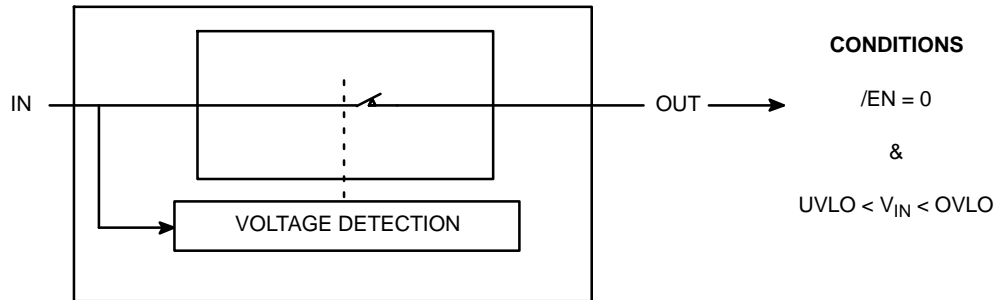 CONDITIONS
IN
OUT
/EN = 0
&
UVLO < VIN < OVLO
VOLTAGE DETECTION